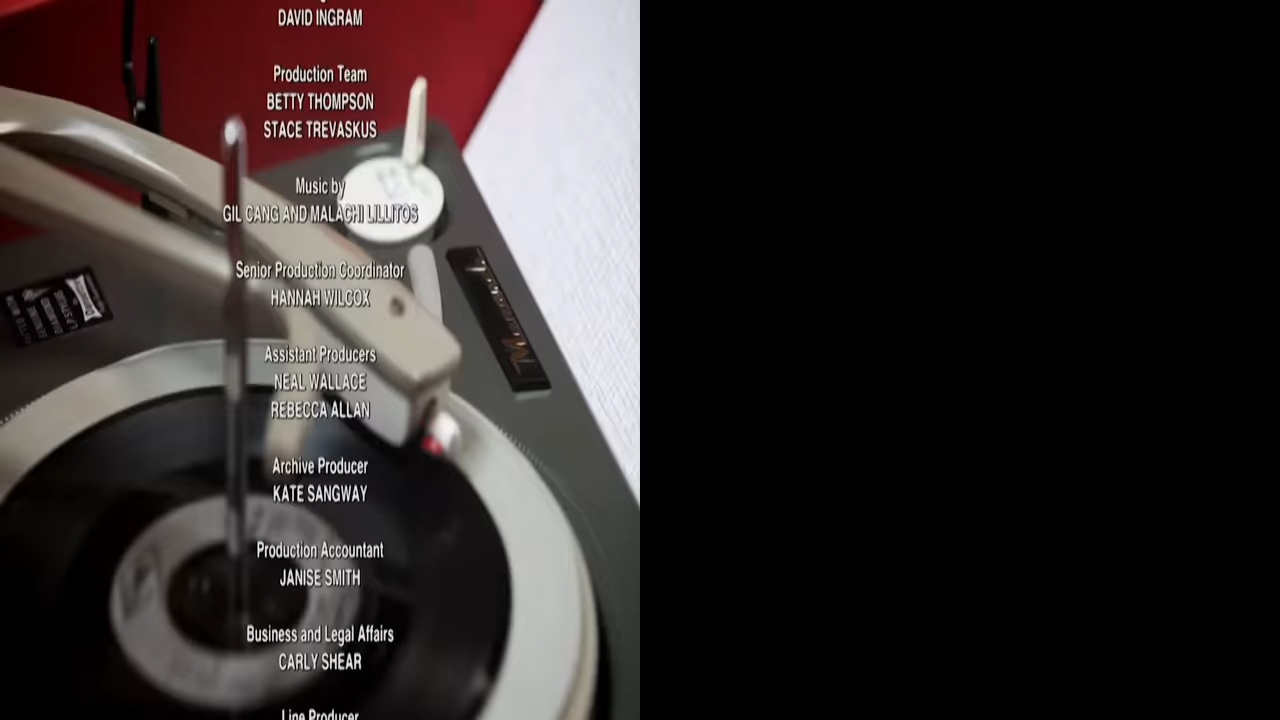 DAVID INGRAM
Production Team
BETTY THOMPSON
STACE TREVASKUS
Music by
GIL CANG AND MALACHI LILLITOS
Senior Production Coordinator
HANNAH WILCOX
Assistant Producers
NEAL WALLACE
REBECCA ALLAN
Archive Producer
KATE SANGWAY
Production Accountant
JANISE SMITH
Business and Legal Affairs
CARLY SHEAR
Line Producer